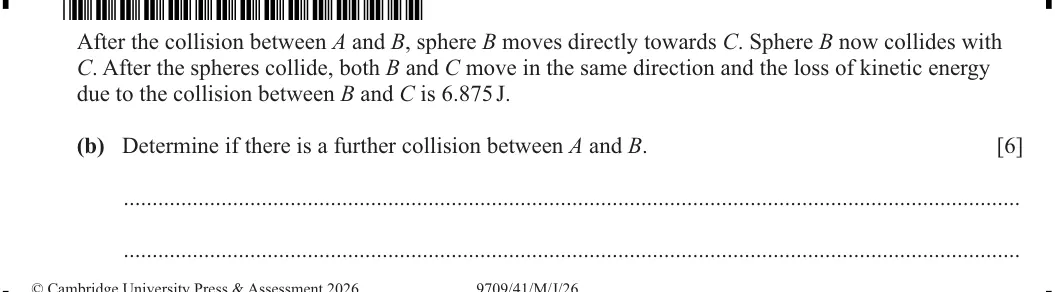 After the collision between A and B, sphere B moves directly towards C. Sphere B now collides with
C. After the spheres collide, both B and C move in the same direction and the loss of kinetic energy
due to the collision between B and C is 6.875 J.
(b) Determine if there is a further collision between A and B. [6]
© Cambridge University Press & Assessment 2026 9709/41/M/J/26